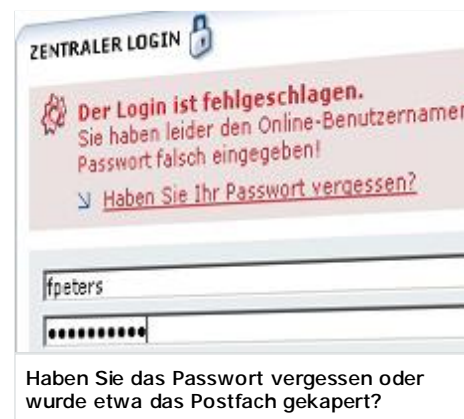 ZENTRALER LOGIN
Der Login ist fehlgeschlagen.
Sie haben leider den Online-Benutzernamen
Passwort falsch eingegeben!
Haben Sie Ihr Passwort vergessen?
fpeters
••••••••••
Haben Sie das Passwort vergessen oder
wurde etwa das Postfach gekapert?